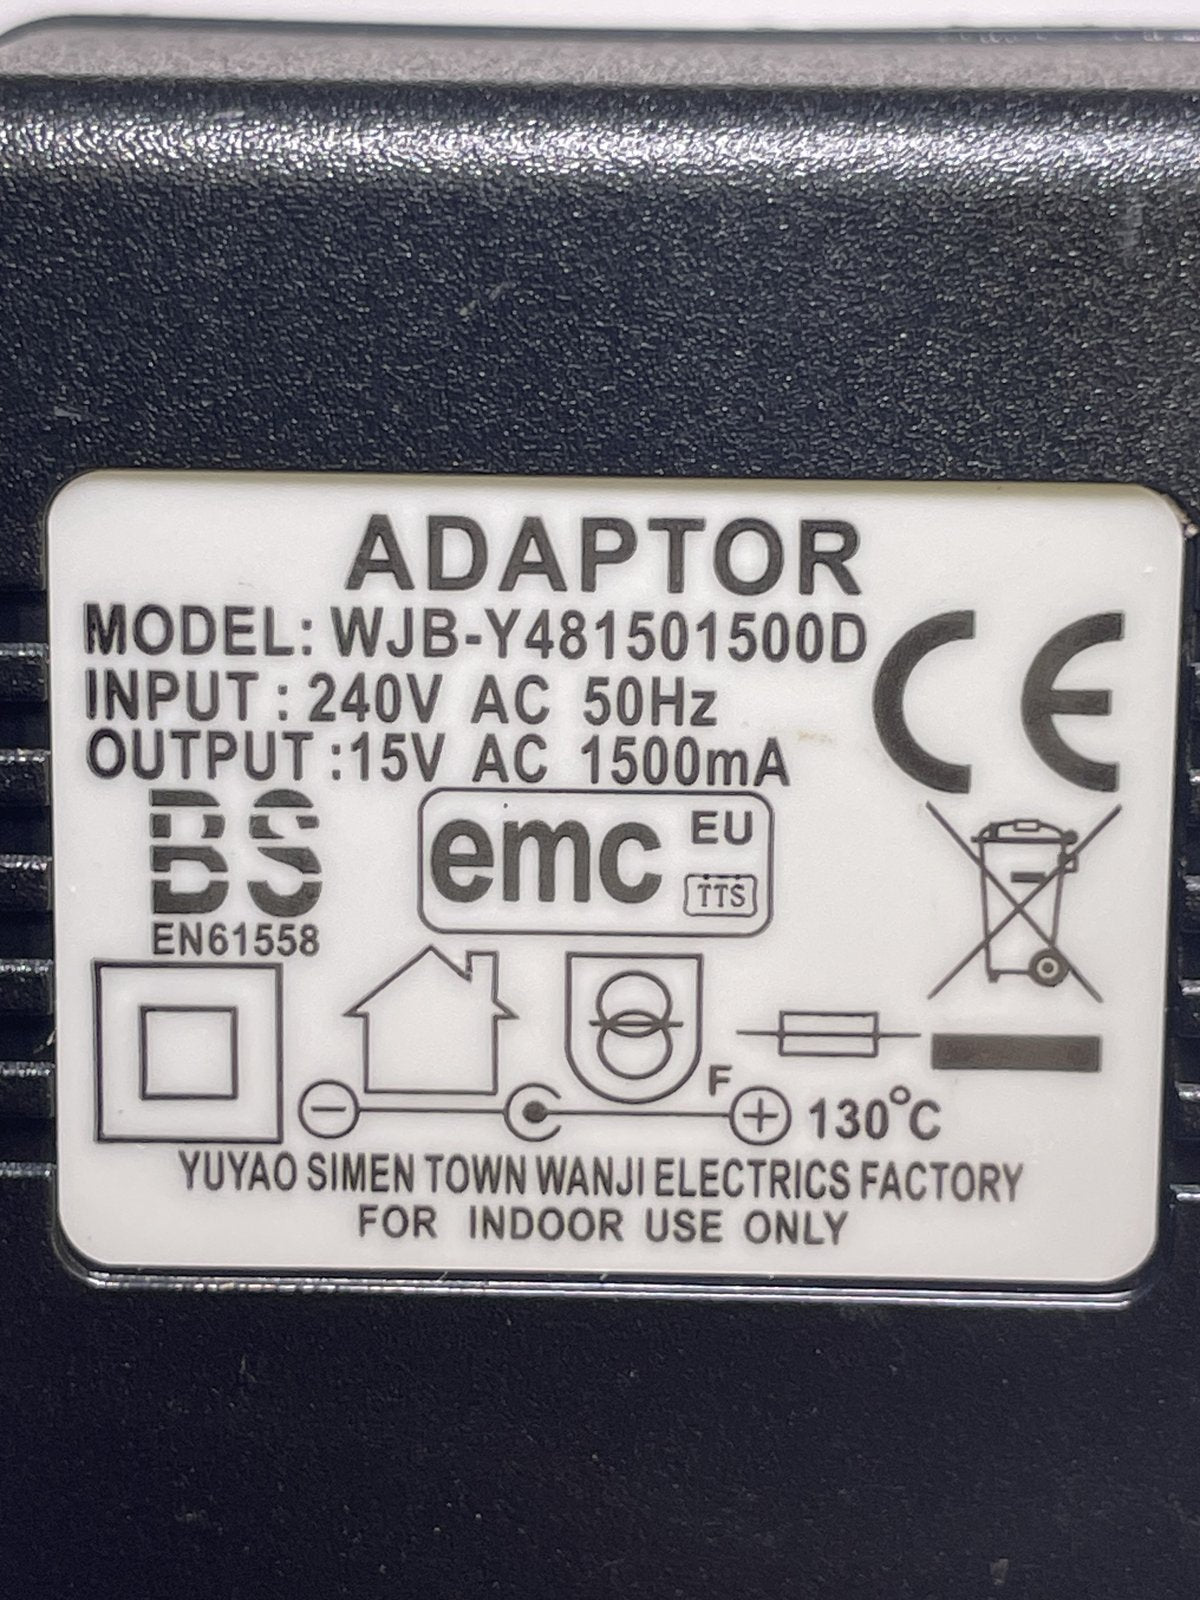 ADAPTOR
MODEL: WJB-Y481501500D
INPUT : 240V AC 50Hz
OUTPUT :15V AC 1500mA
CE
BS
EN61558
emc EU
TTS
F
130°C
YUYAO SIMEN TOWN WANJI ELECTRICS FACTORY
FOR INDOOR USE ONLY